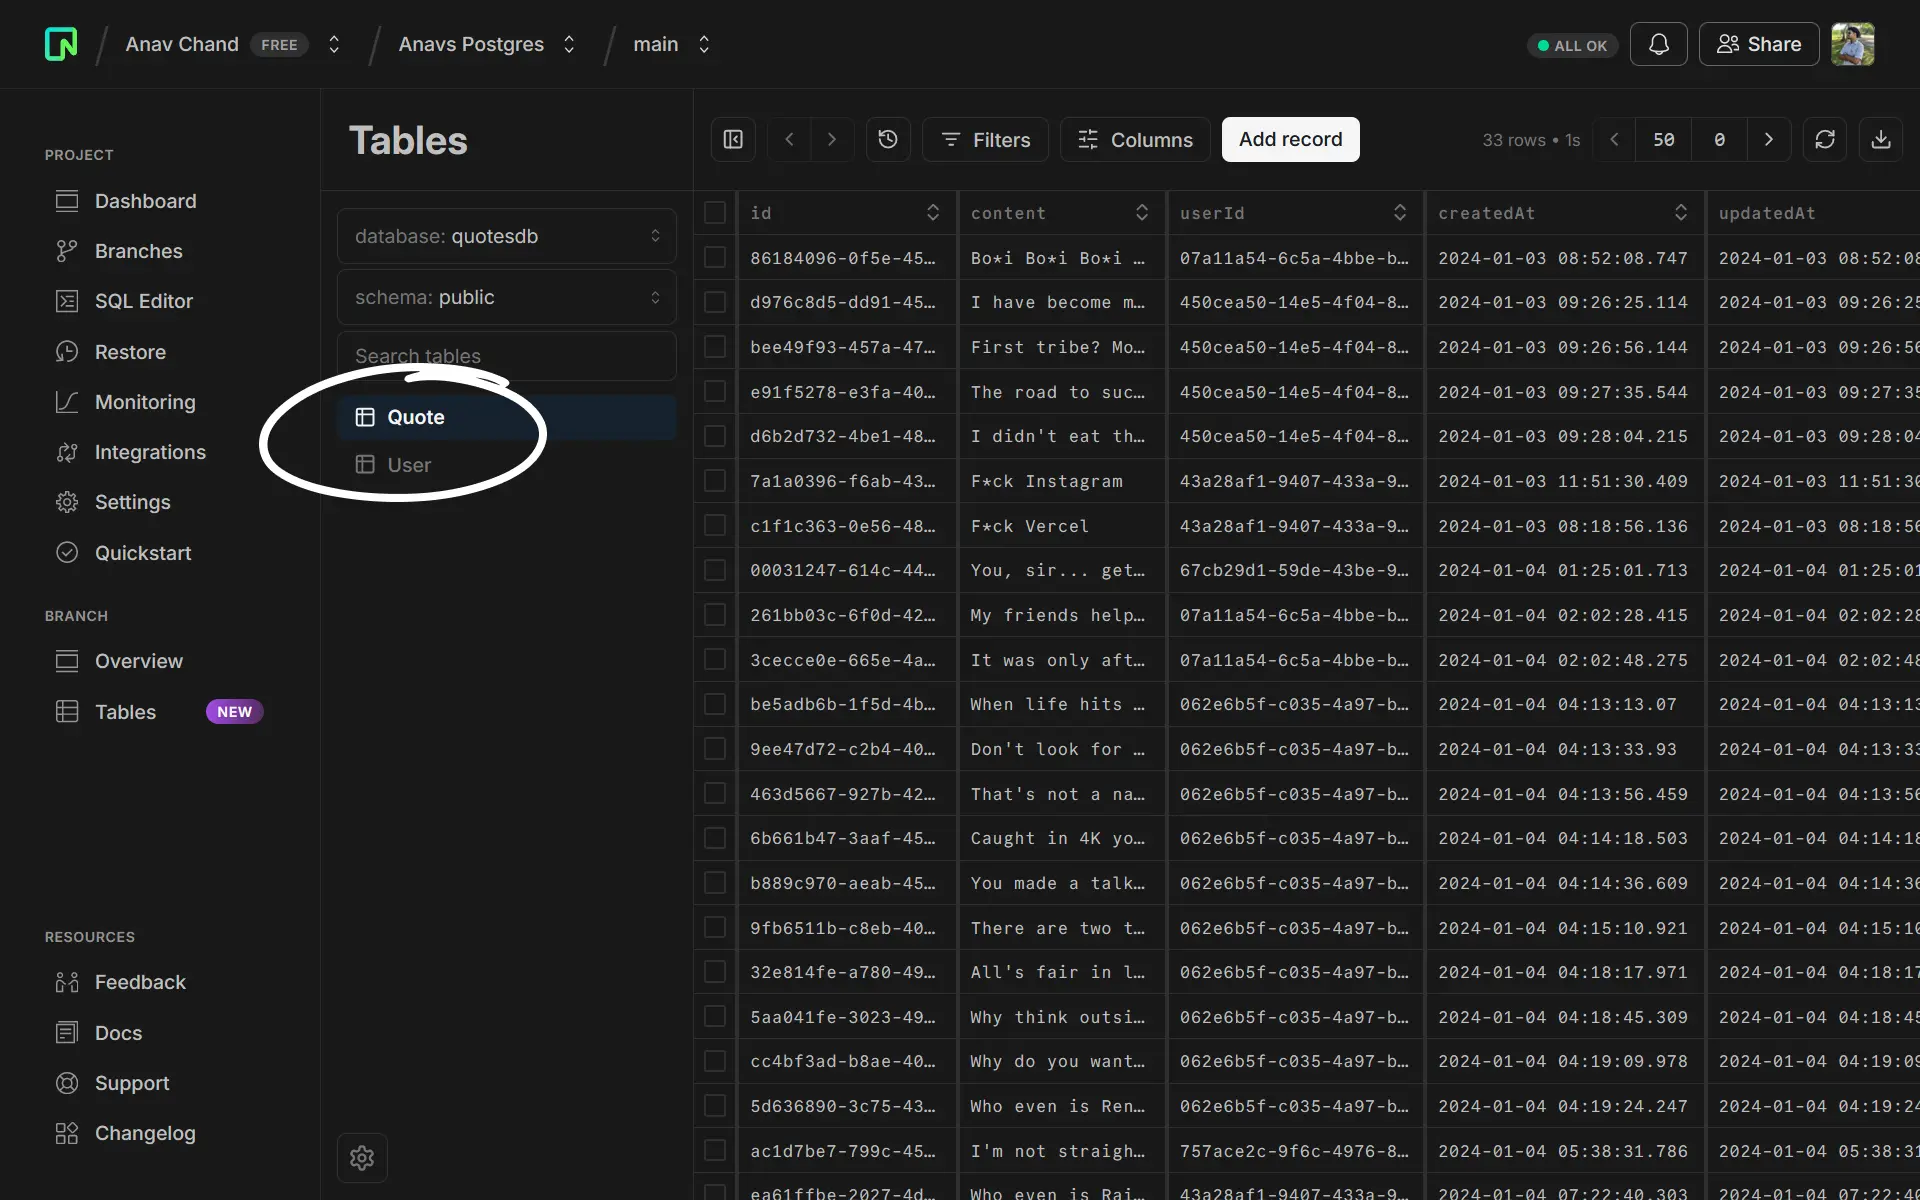 Anav Chand FREE Anavs Postgres main ALL OK Share
PROJECT
Dashboard
Branches
SQL Editor
Restore
Monitoring
Integrations
Settings
Quickstart
BRANCH
Overview
Tables NEW
RESOURCES
Feedback
Docs
Support
Changelog
Tables
database: quotesdb
schema: public
Search tables
Quote
User
Filters Columns Add record 33 rows • 1s 50 0
id content userId createdAt updatedAt
86184096-0f5e-45… Bo*i Bo*i Bo*i … 07a11a54-6c5a-4bbe-b… 2024-01-03 08:52:08.747 2024-01-03 08:52:08
d976c8d5-dd91-45… I have become m… 450cea50-14e5-4f04-8… 2024-01-03 09:26:25.114 2024-01-03 09:26:25
bee49f93-457a-47… First tribe? Mo… 450cea50-14e5-4f04-8… 2024-01-03 09:26:56.144 2024-01-03 09:26:56
e91f5278-e3fa-40… The road to suc… 450cea50-14e5-4f04-8… 2024-01-03 09:27:35.544 2024-01-03 09:27:35
d6b2d732-4be1-48… I didn't eat th… 450cea50-14e5-4f04-8… 2024-01-03 09:28:04.215 2024-01-03 09:28:04
7a1a0396-f6ab-43… F*ck Instagram 43a28af1-9407-433a-9… 2024-01-03 11:51:30.409 2024-01-03 11:51:30
c1f1c363-0e56-48… F*ck Vercel 43a28af1-9407-433a-9… 2024-01-03 08:18:56.136 2024-01-03 08:18:56
00031247-614c-44… You, sir... get… 67cb29d1-59de-43be-9… 2024-01-04 01:25:01.713 2024-01-04 01:25:01
261bb03c-6f0d-42… My friends help… 07a11a54-6c5a-4bbe-b… 2024-01-04 02:02:28.415 2024-01-04 02:02:28
3cecce0e-665e-4a… It was only aft… 07a11a54-6c5a-4bbe-b… 2024-01-04 02:02:48.275 2024-01-04 02:02:48
be5adb6b-1f5d-4b… When life hits … 062e6b5f-c035-4a97-b… 2024-01-04 04:13:13.07 2024-01-04 04:13:13
9ee47d72-c2b4-40… Don't look for … 062e6b5f-c035-4a97-b… 2024-01-04 04:13:33.93 2024-01-04 04:13:33
463d5667-927b-42… That's not a na… 062e6b5f-c035-4a97-b… 2024-01-04 04:13:56.459 2024-01-04 04:13:56
6b661b47-3aaf-45… Caught in 4K yo… 062e6b5f-c035-4a97-b… 2024-01-04 04:14:18.503 2024-01-04 04:14:18
b889c970-aeab-45… You made a talk… 062e6b5f-c035-4a97-b… 2024-01-04 04:14:36.609 2024-01-04 04:14:36
9fb6511b-c8eb-40… There are two t… 062e6b5f-c035-4a97-b… 2024-01-04 04:15:10.921 2024-01-04 04:15:10
32e814fe-a780-49… All's fair in l… 062e6b5f-c035-4a97-b… 2024-01-04 04:18:17.971 2024-01-04 04:18:17
5aa041fe-3023-49… Why think outsi… 062e6b5f-c035-4a97-b… 2024-01-04 04:18:45.309 2024-01-04 04:18:45
cc4bf3ad-b8ae-40… Why do you want… 062e6b5f-c035-4a97-b… 2024-01-04 04:19:09.978 2024-01-04 04:19:09
5d636890-3c75-43… Who even is Ren… 062e6b5f-c035-4a97-b… 2024-01-04 04:19:24.247 2024-01-04 04:19:24
ac1d7be7-799c-45… I'm not straigh… 757ace2c-9f6c-4976-8… 2024-01-04 05:38:31.786 2024-01-04 05:38:31
ea61ffbe-2027-4d… Who even is Rai… 43a28af1-9407-433a-9… 2024-01-04 07:22:40.303 2024-01-04 07:22:40